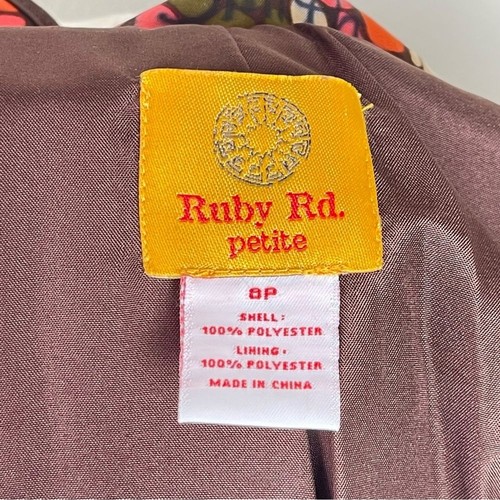 Ruby Rd.
petite
8P
SHELL:
100% POLYESTER
LINING:
100% POLYESTER
MADE IN CHINA